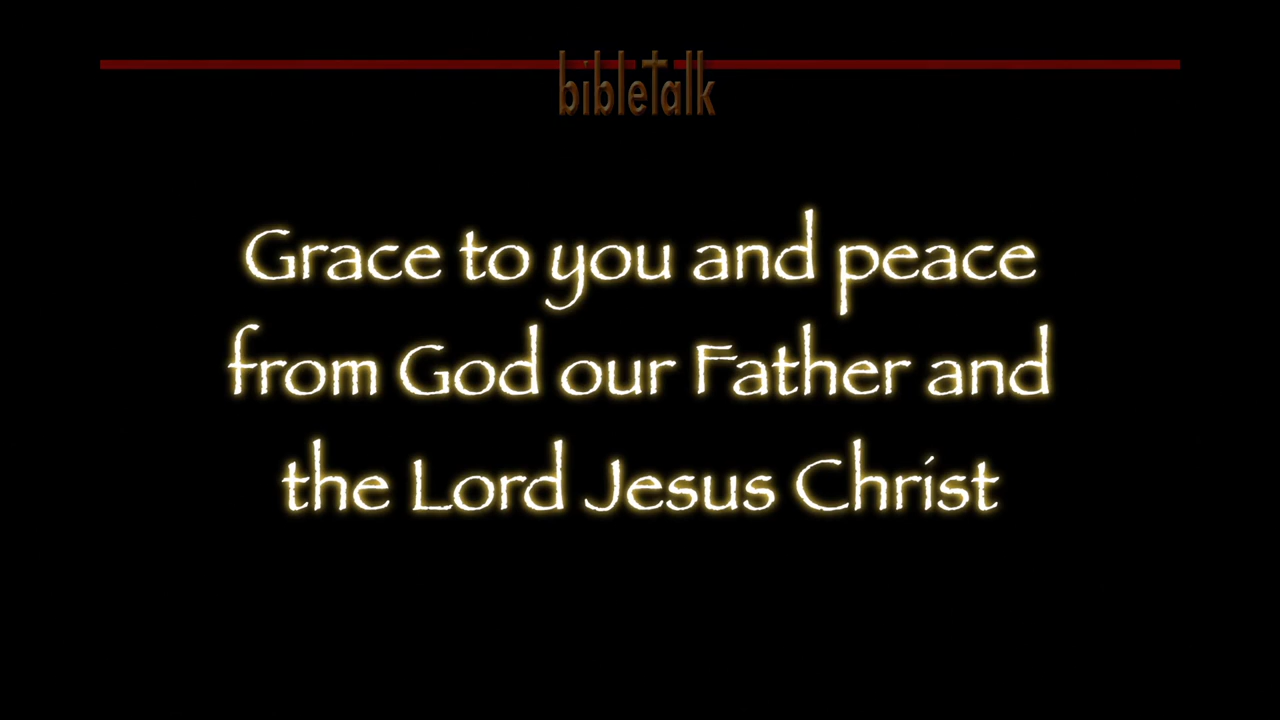 bibleTalk
Grace to you and peace
from God our Father and
the Lord Jesus Christ